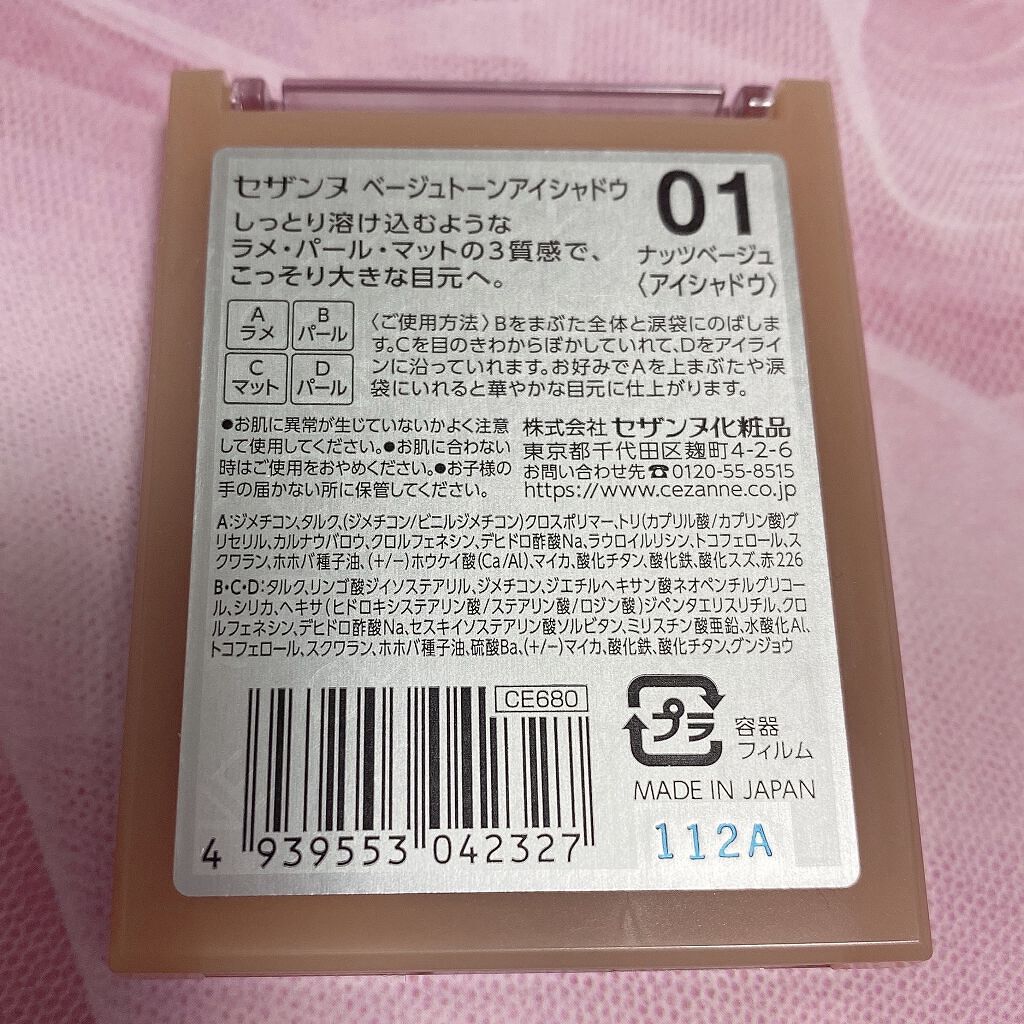 セザンヌ ベージュトーンアイシャドウ
01
しっとり溶け込むような
ラメ・パール・マットの3質感で、
こっそり大きな目元へ。
ナッツベージュ
〈アイシャドウ〉
A
ラメ
B
パール
C
マット
D
パール
〈ご使用方法〉Bをまぶた全体と涙袋にのばしま
す。Cを目のきわからぼかしていれて、Dをアイライ
ンに沿っていれます。お好みでAを上まぶたや涙
袋にいれると華やかな目元に仕上がります。
●お肌に異常が生じていないかよく注意
して使用してください。●お肌に合わない
時はご使用をおやめください。●お子様の
手の届かない所に保管してください。
株式会社 セザンヌ化粧品
東京都千代田区麹町4-2-6
お問い合わせ先☎0120-55-8515
https://www.cezanne.co.jp
A:ジメチコン、タルク、(ジメチコン/ビニルジメチコン)クロスポリマー、トリ(カプリル酸/カプリン酸)グ
リセリル、カルナウバロウ、クロルフェネシン、デヒドロ酢酸Na、ラウロイルリシン、トコフェロール、ス
クワラン、ホホバ種子油、(+/-)ホウケイ酸(Ca/Al)、マイカ、酸化チタン、酸化鉄、酸化スズ、赤226
B・C・D:タルク、リンゴ酸ジイソステアリル、ジメチコン、ジエチルヘキサン酸ネオペンチルグリコー
ル、シリカ、ヘキサ(ヒドロキシステアリン酸/ステアリン酸/ロジン酸)ジペンタエリスリチル、クロ
ルフェネシン、デヒドロ酢酸Na、セスキイソステアリン酸ソルビタン、ミリスチン酸亜鉛、水酸化Al、
トコフェロール、スクワラン、ホホバ種子油、硫酸Ba、(+/-)マイカ、酸化鉄、酸化チタン、グンジョウ
CE680
プラ
容器
フィルム
MADE IN JAPAN
4 939553 042327
112A